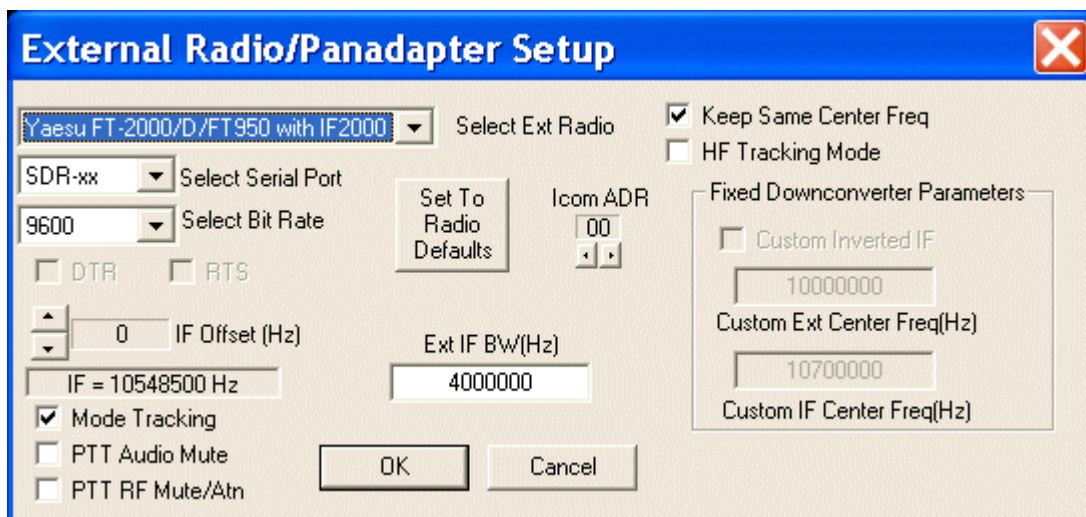 External Radio/Panadapter Setup
Yaesu FT-2000/D/FT950 with IF2000
Select Ext Radio
Keep Same Center Freq
HF Tracking Mode
SDR-xx
Select Serial Port
9600
Select Bit Rate
DTR
RTS
Set To
Radio
Defaults
Icom ADR
00
Fixed Downconverter Parameters
Custom Inverted IF
10000000
Custom Ext Center Freq(Hz)
10700000
Custom IF Center Freq(Hz)
0
IF Offset (Hz)
IF = 10548500 Hz
Ext IF BW(Hz)
4000000
Mode Tracking
PTT Audio Mute
PTT RF Mute/Atn
OK
Cancel